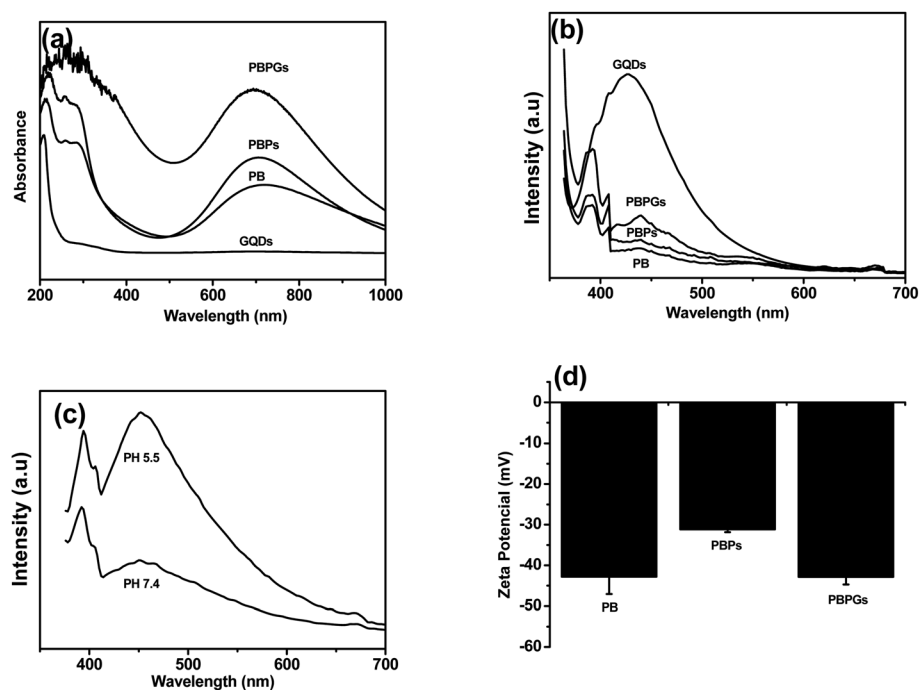 (a)
PBPGs
PBPs
PB
GQDs
Absorbance
200 400 600 800 1000
Wavelength (nm)
(b)
GQDs
PBPGs
PBPs
PB
Intensity (a.u)
400 500 600 700
Wavelength (nm)
(c)
PH 5.5
PH 7.4
Intensity (a.u)
400 500 600 700
Wavelength (nm)
(d)
0
-10
-20
-30
-40
-50
-60
Zeta Potencial (mV)
PB
PBPs
PBPGs